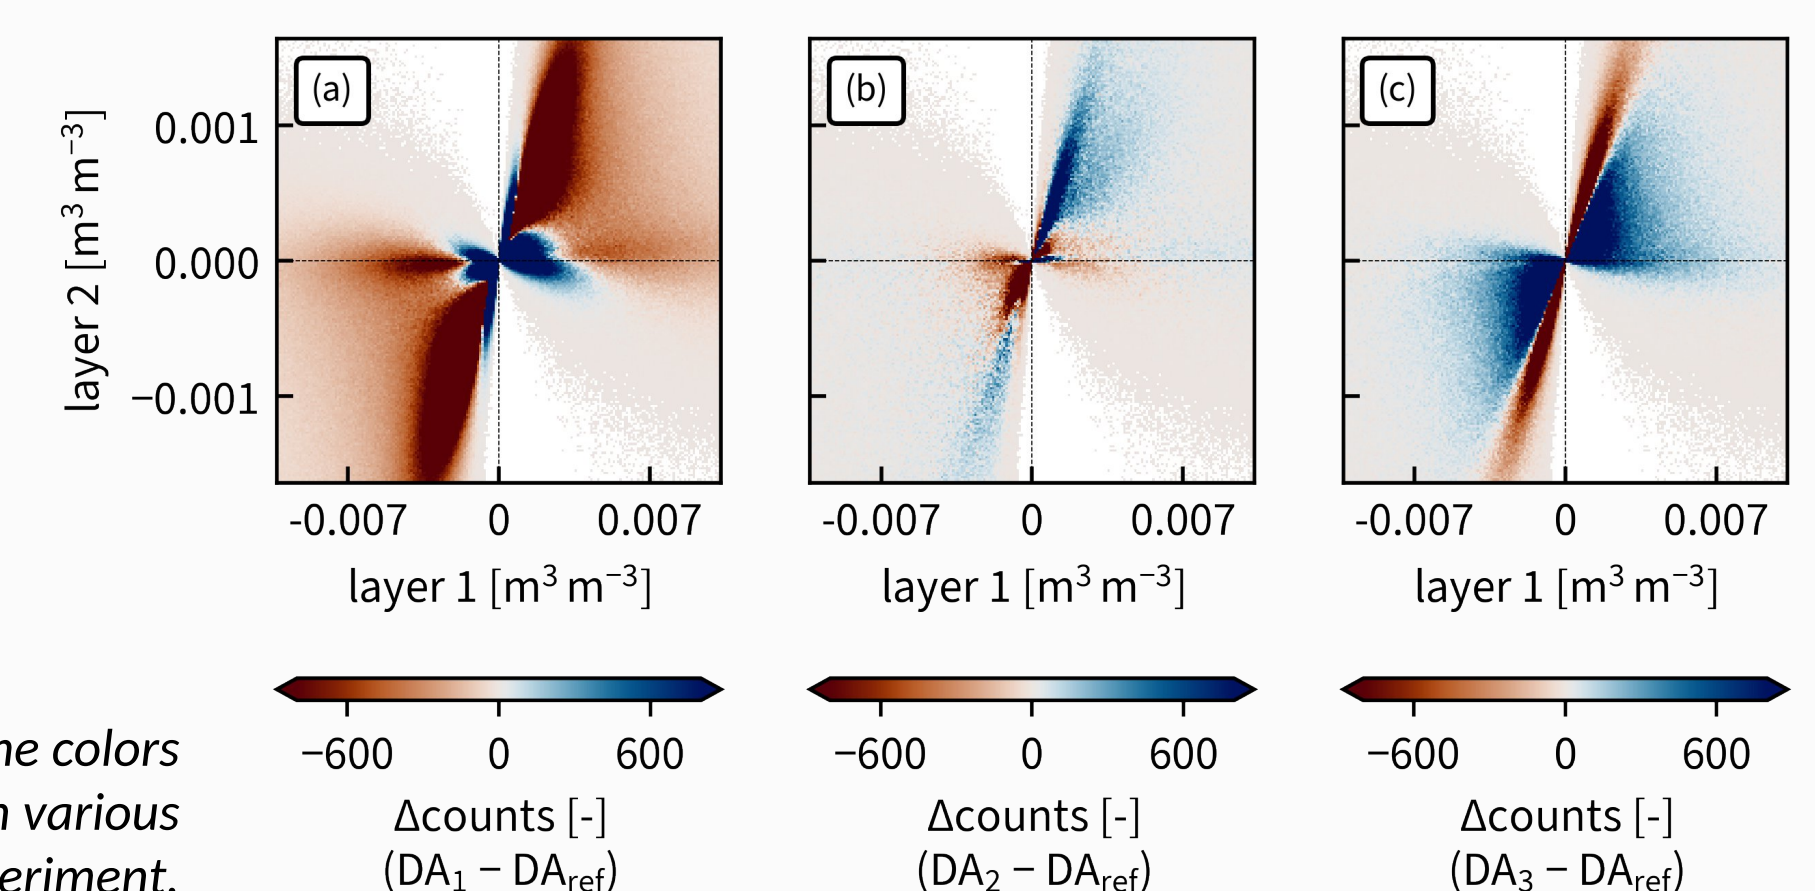 (a)
(b)
(c)
layer 2 [m³ m⁻³]
0.001
0.000
−0.001
-0.007 0 0.007
-0.007 0 0.007
-0.007 0 0.007
layer 1 [m³ m⁻³]
layer 1 [m³ m⁻³]
layer 1 [m³ m⁻³]
−600 0 600
−600 0 600
−600 0 600
Δcounts [-]
(DA₁ − DAref)
Δcounts [-]
(DA₂ − DAref)
Δcounts [-]
(DA₃ − DAref)
colors
various